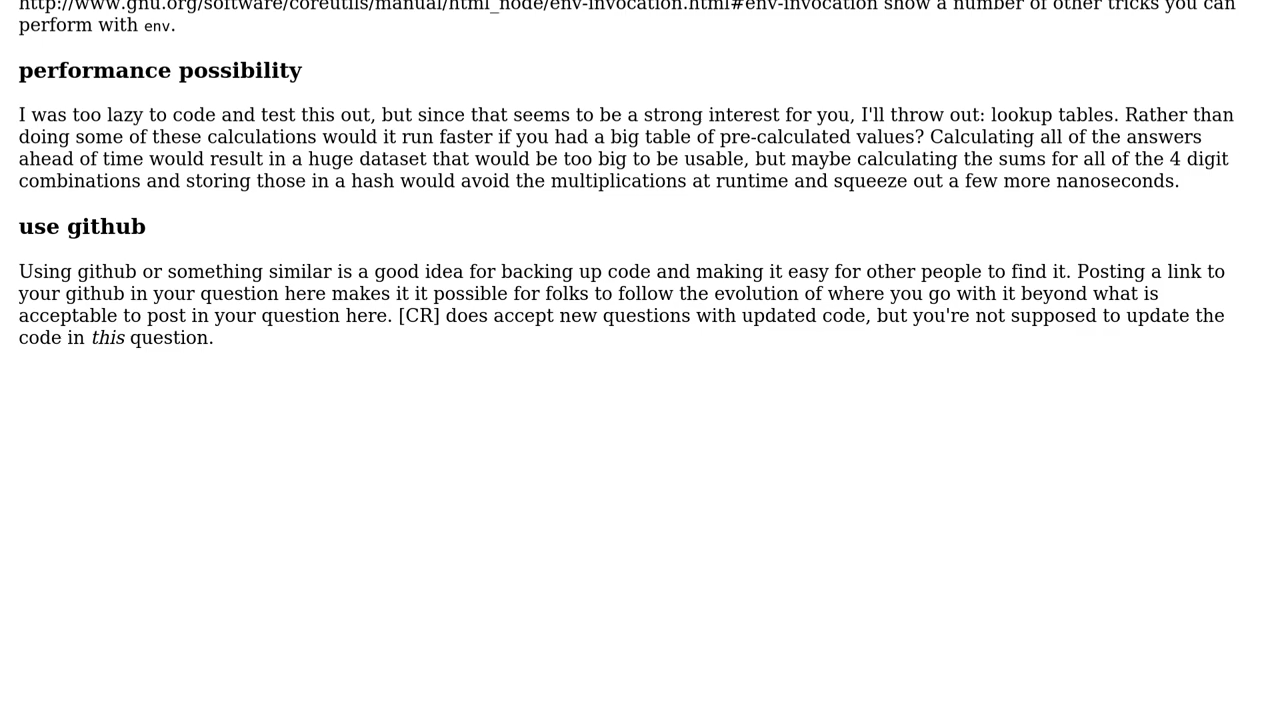 http://www.gnu.org/software/coreutils/manual/html_node/env-invocation.html#env-invocation show a number of other tricks you can
perform with env.
performance possibility
I was too lazy to code and test this out, but since that seems to be a strong interest for you, I'll throw out: lookup tables. Rather than
doing some of these calculations would it run faster if you had a big table of pre-calculated values? Calculating all of the answers
ahead of time would result in a huge dataset that would be too big to be usable, but maybe calculating the sums for all of the 4 digit
combinations and storing those in a hash would avoid the multiplications at runtime and squeeze out a few more nanoseconds.
use github
Using github or something similar is a good idea for backing up code and making it easy for other people to find it. Posting a link to
your github in your question here makes it it possible for folks to follow the evolution of where you go with it beyond what is
acceptable to post in your question here. [CR] does accept new questions with updated code, but you're not supposed to update the
code in this question.